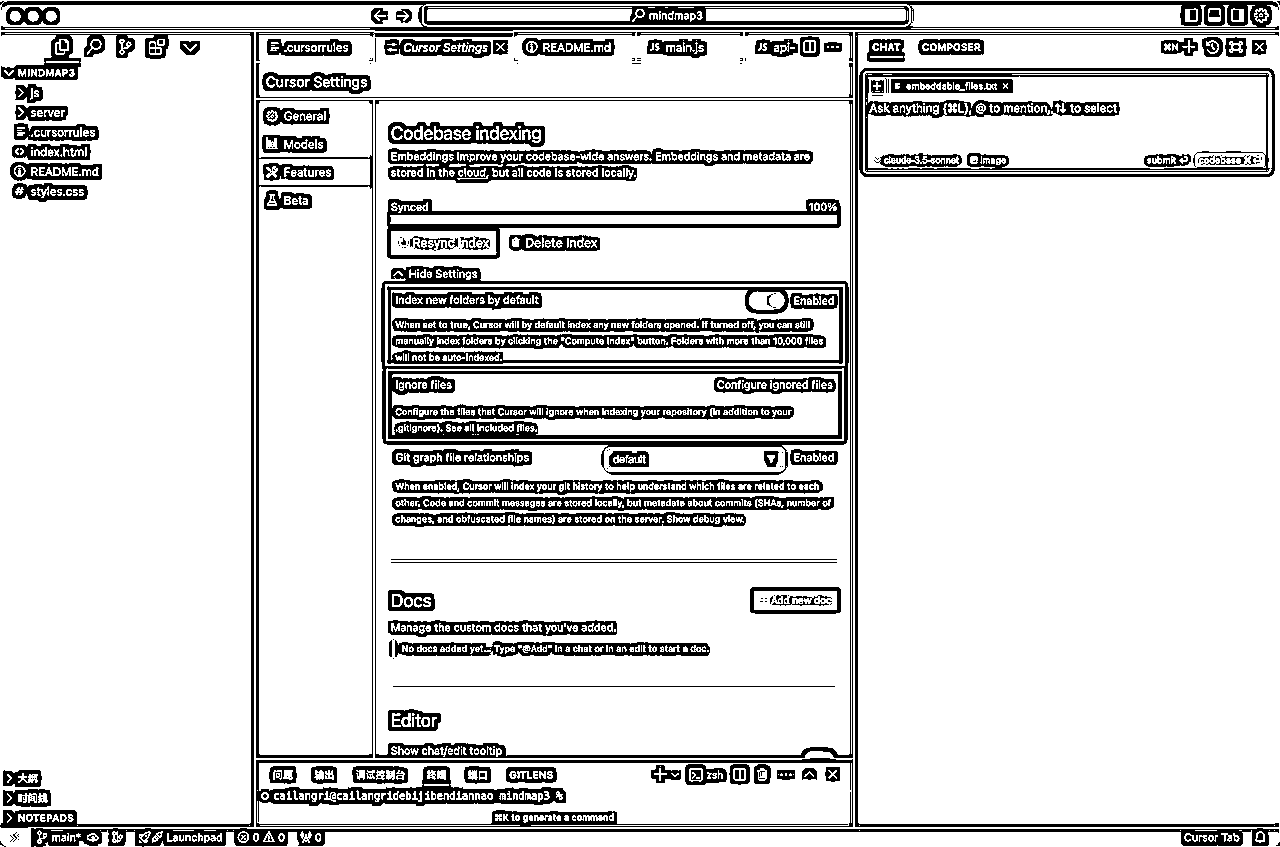 mindmap3
MINDMAP3
js
server
.cursorrules
index.html
README.md
styles.css
大纲
时间线
NOTEPADS
.cursorrules
Cursor Settings
README.md
JS main.js
JS api-
Cursor Settings
General
Models
Features
Beta
Codebase indexing
Embeddings improve your codebase-wide answers. Embeddings and metadata are
stored in the cloud, but all code is stored locally.
Synced 100%
Resync Index Delete Index
Hide Settings
Index new folders by default Enabled
When set to true, Cursor will by default index any new folders opened. If turned off, you can still
manually index folders by clicking the "Compute Index" button. Folders with more than 10,000 files
will not be auto-indexed.
Ignore files Configure ignored files
Configure the files that Cursor will ignore when indexing your repository (in addition to your
.gitignore). See all included files.
Git graph file relationships default Enabled
When enabled, Cursor will index your git history to help understand which files are related to each
other. Code and commit messages are stored locally, but metadata about commits (SHAs, number of
changes, and obfuscated file names) are stored on the server. Show debug view.
Docs + Add new doc
Manage the custom docs that you've added.
No docs added yet... Type "@Add" in a chat or in an edit to start a doc.
Editor
Show chat/edit tooltip
问题 输出 调试控制台 终端 端口 GITLENS zsh
cailangri@cailangridebijibendiannao mindmap3 %
⌘K to generate a command
CHAT COMPOSER ⌘N
embeddable_files.txt ×
Ask anything (⌘L), @ to mention, ⇅ to select
claude-3.5-sonnet Image submit ⏎ codebase ⌘⏎
main* Launchpad 0 0 0
Cursor Tab